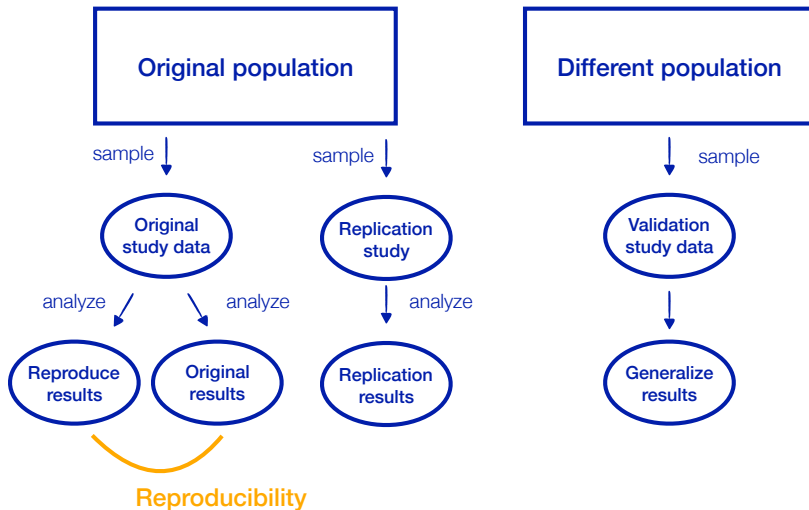 Original population
Different population
sample
sample
sample
Original
study data
Replication
study
Validation
study data
analyze
analyze
analyze
Reproduce
results
Original
results
Replication
results
Generalize
results
Reproducibility